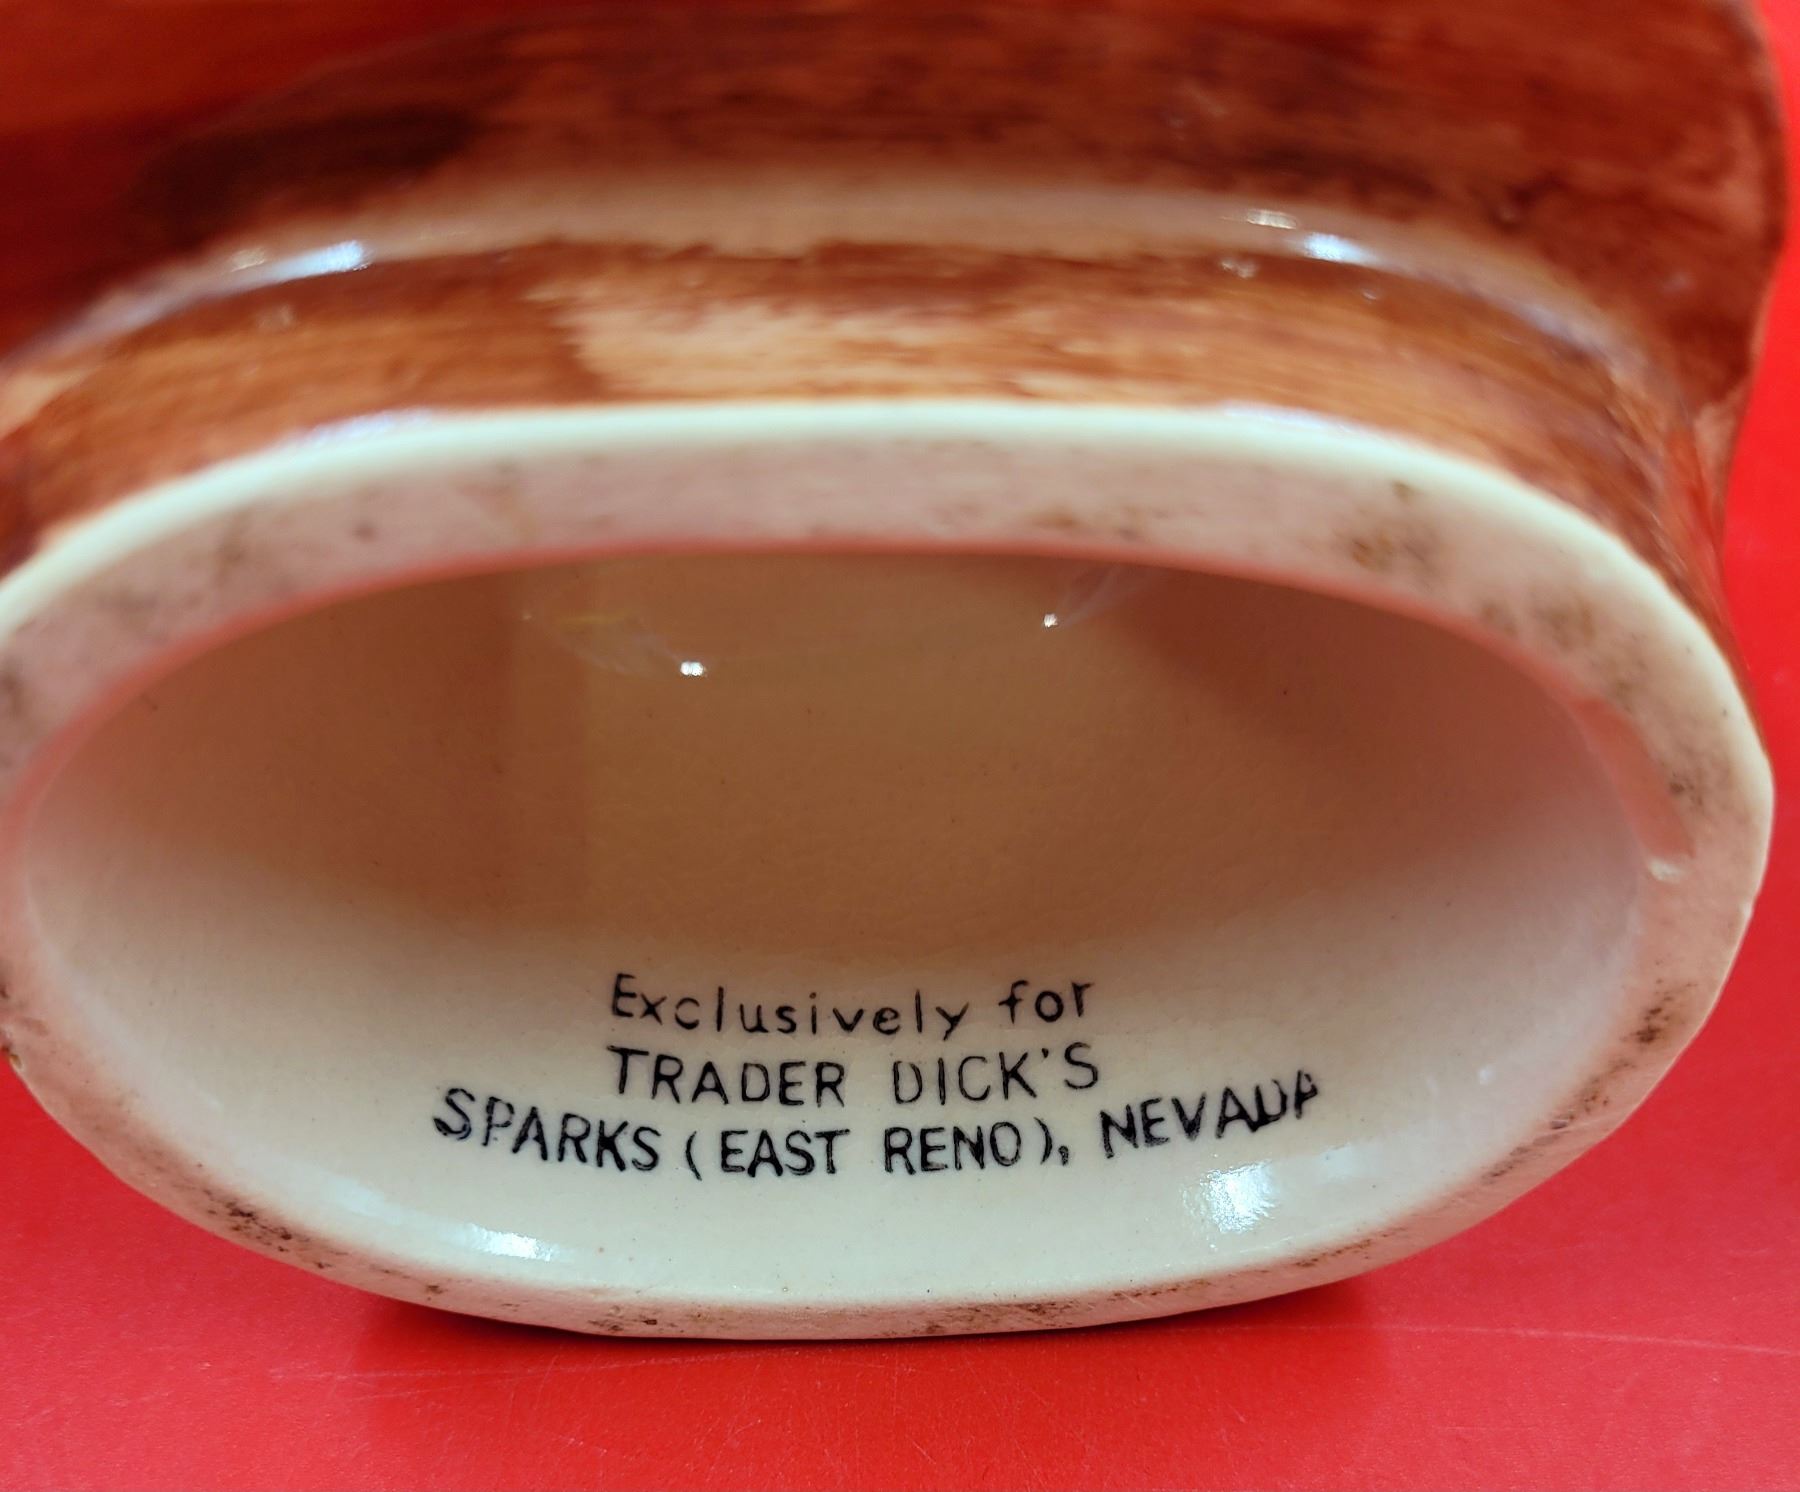 Exclusively for
TRADER DICK'S
SPARKS (EAST RENO), NEVADA